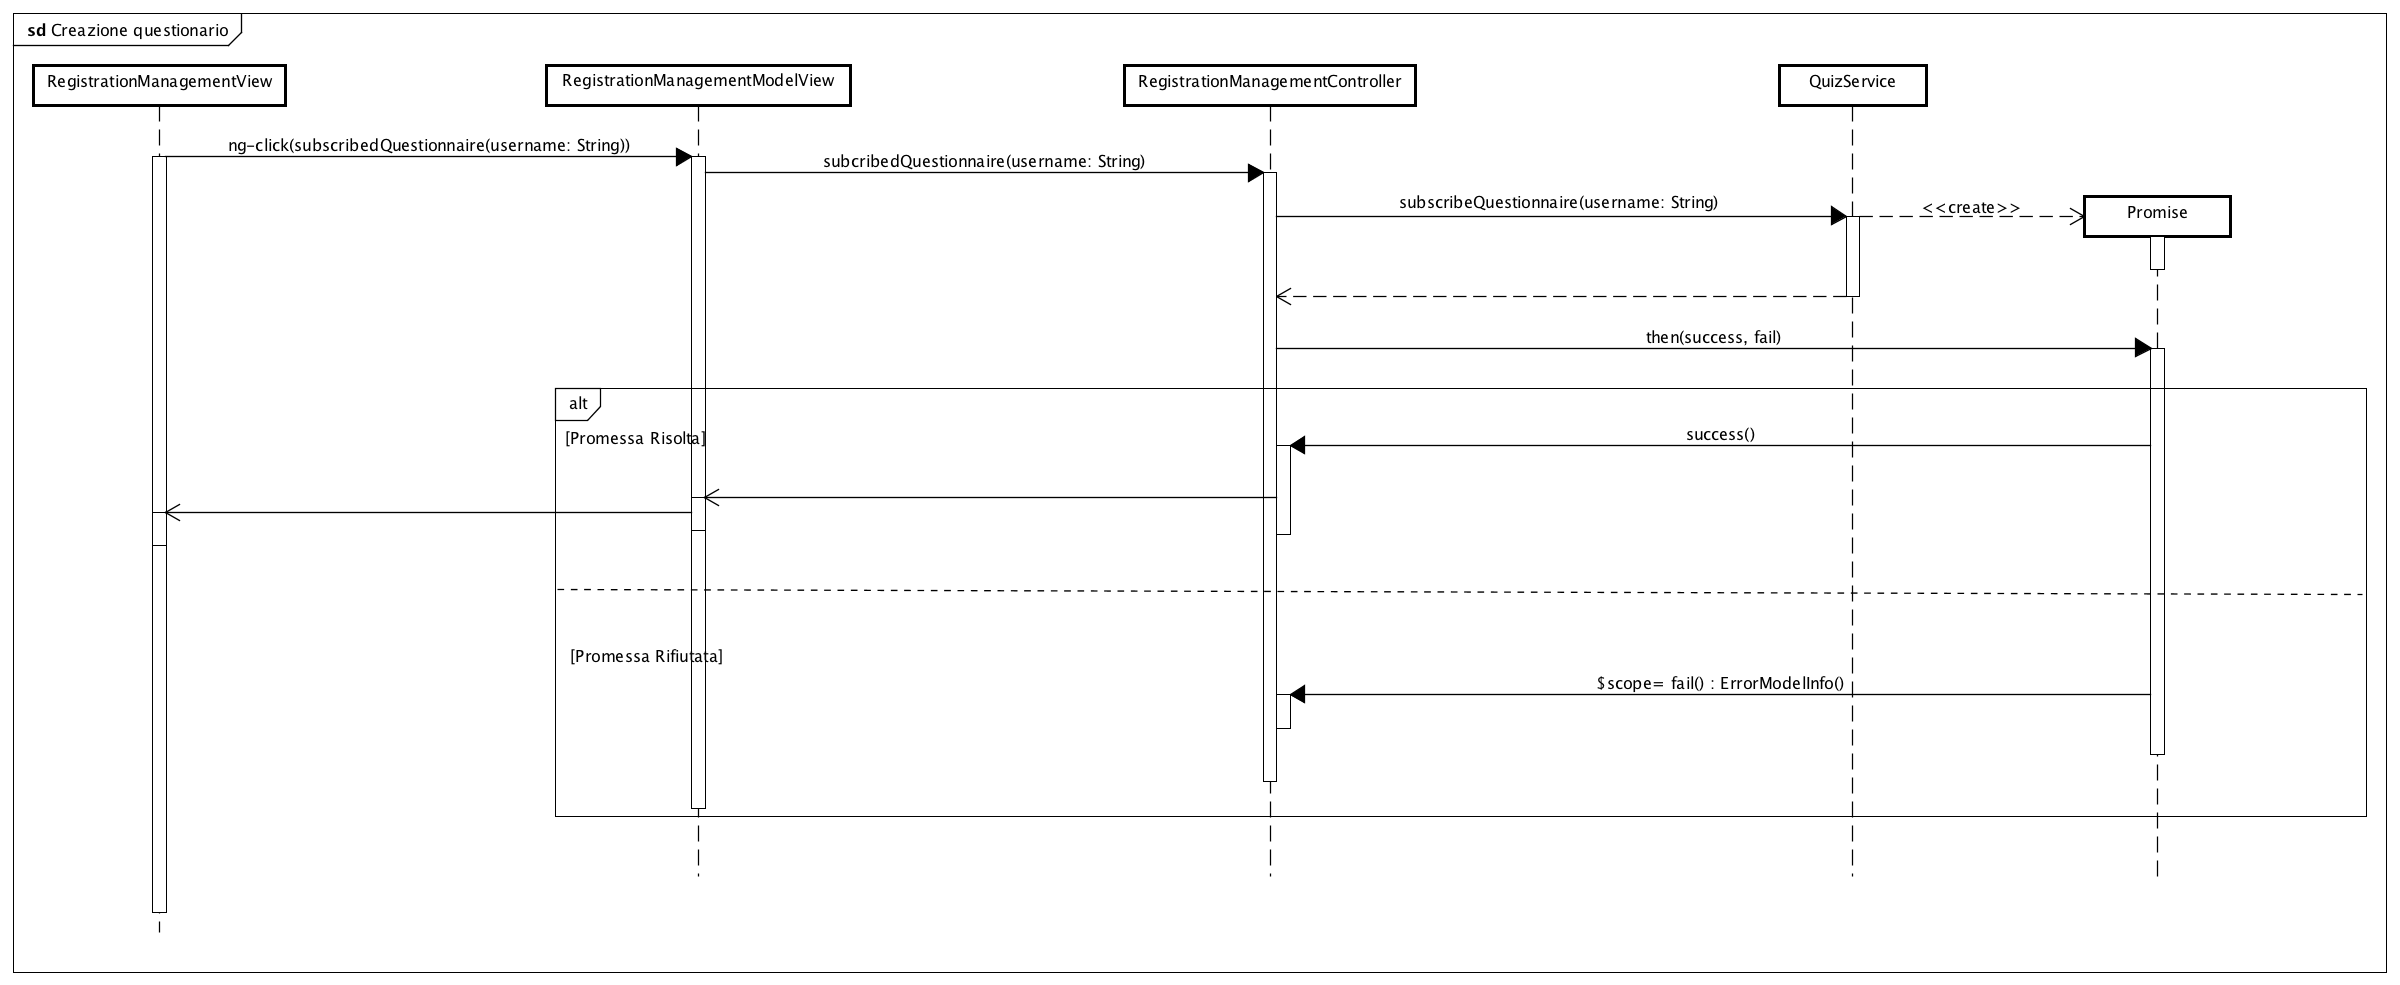 sd Creazione questionario
RegistrationManagementView
RegistrationManagementModelView
RegistrationManagementController
QuizService
ng-click(subscribedQuestionnaire(username: String))
subcribedQuestionnaire(username: String)
subscribeQuestionnaire(username: String)
<<create>>
Promise
then(success, fail)
alt
[Promessa Risolta]
success()
[Promessa Rifiutata]
$scope= fail() : ErrorModelInfo()